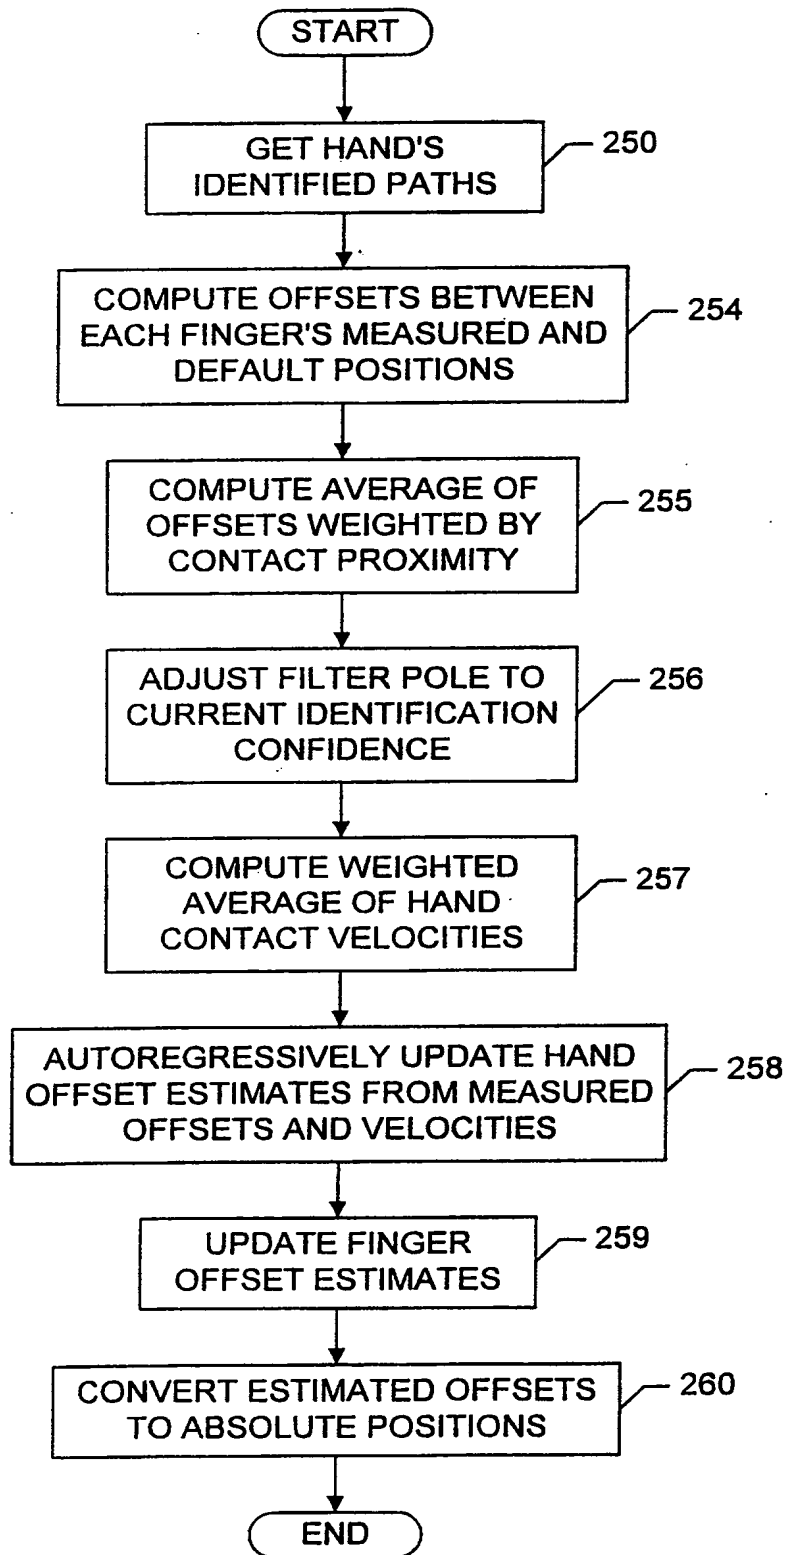 START
GET HAND'S
IDENTIFIED PATHS
250
COMPUTE OFFSETS BETWEEN
EACH FINGER'S MEASURED AND
DEFAULT POSITIONS
254
COMPUTE AVERAGE OF
OFFSETS WEIGHTED BY
CONTACT PROXIMITY
255
ADJUST FILTER POLE TO
CURRENT IDENTIFICATION
CONFIDENCE
256
COMPUTE WEIGHTED
AVERAGE OF HAND
CONTACT VELOCITIES
257
AUTOREGRESSIVELY UPDATE HAND
OFFSET ESTIMATES FROM MEASURED
OFFSETS AND VELOCITIES
258
UPDATE FINGER
OFFSET ESTIMATES
259
CONVERT ESTIMATED OFFSETS
TO ABSOLUTE POSITIONS
260
END